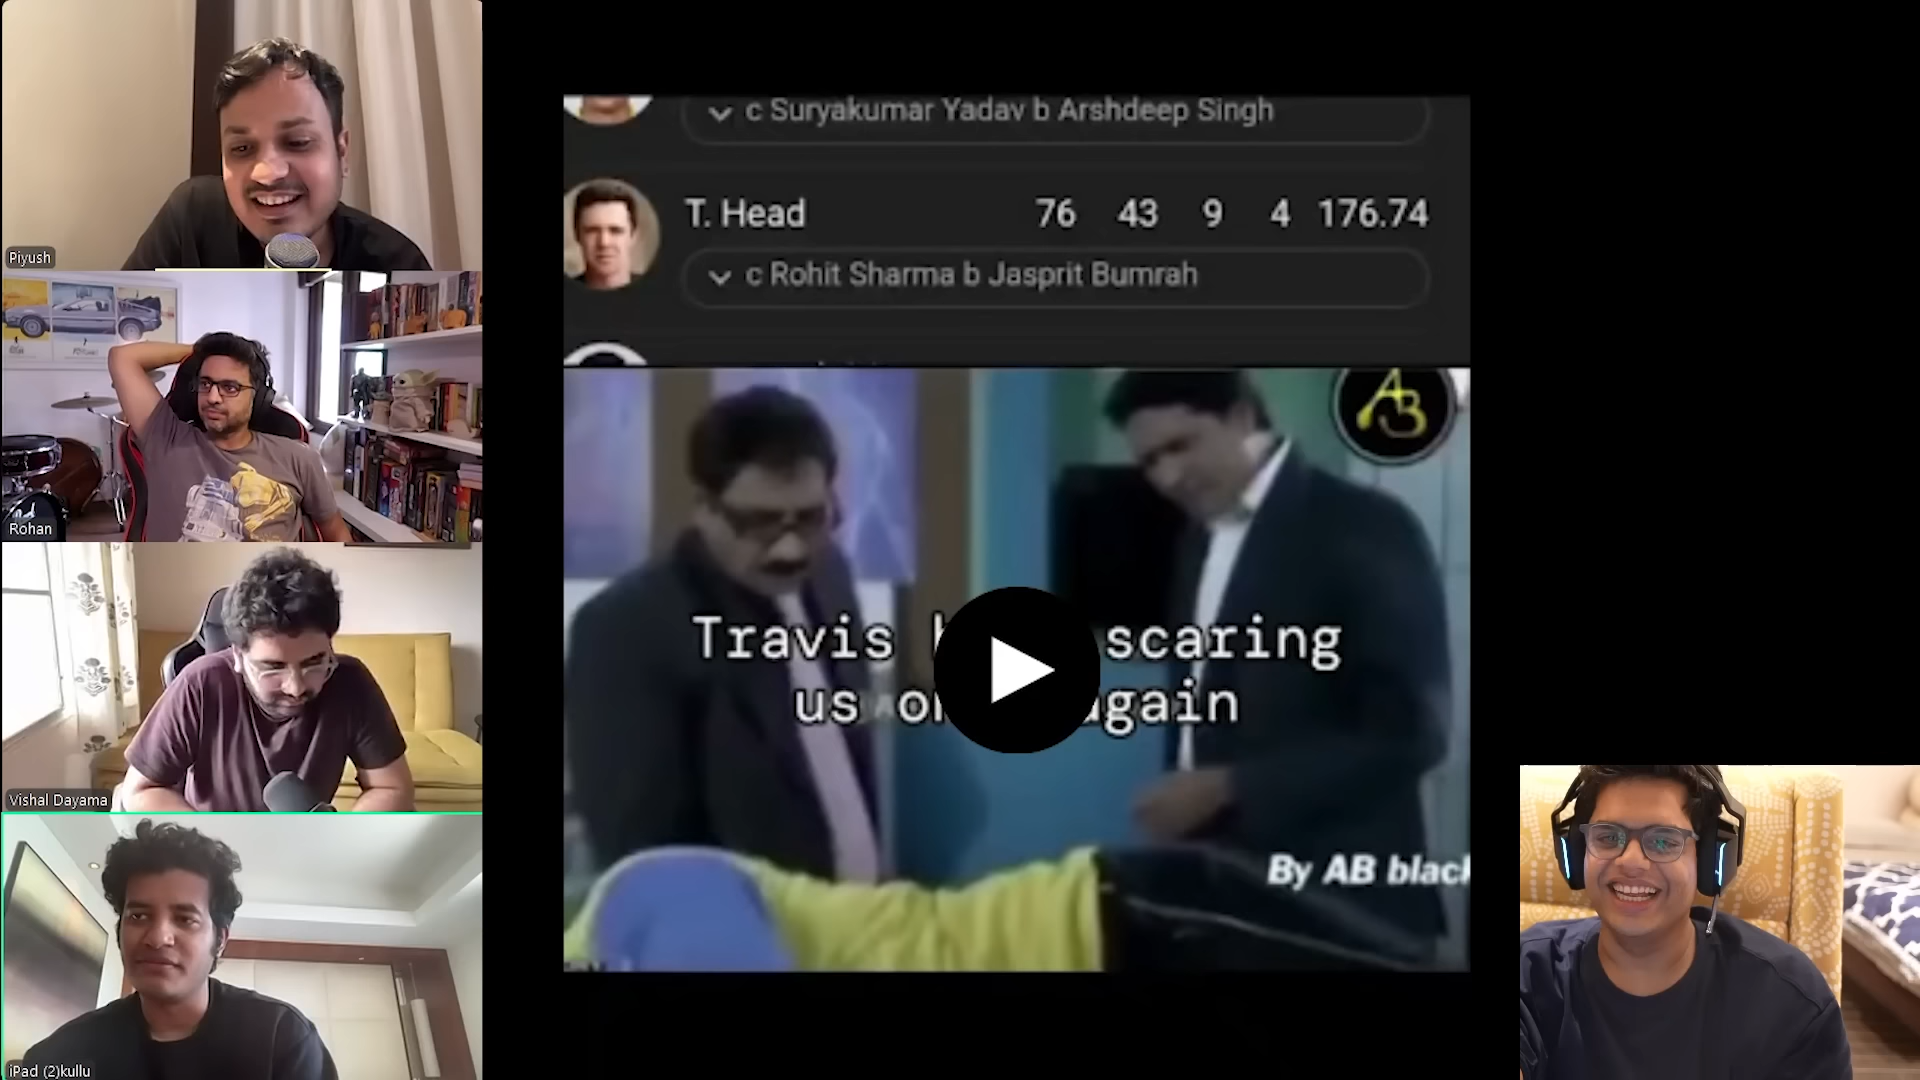 Piyush
Rohan
Vishal Dayama
iPad (2)kullu
c Suryakumar Yadav b Arshdeep Singh
T. Head 76 43 9 4 176.74
c Rohit Sharma b Jasprit Bumrah
AB
Travis scaring
us again
By AB black